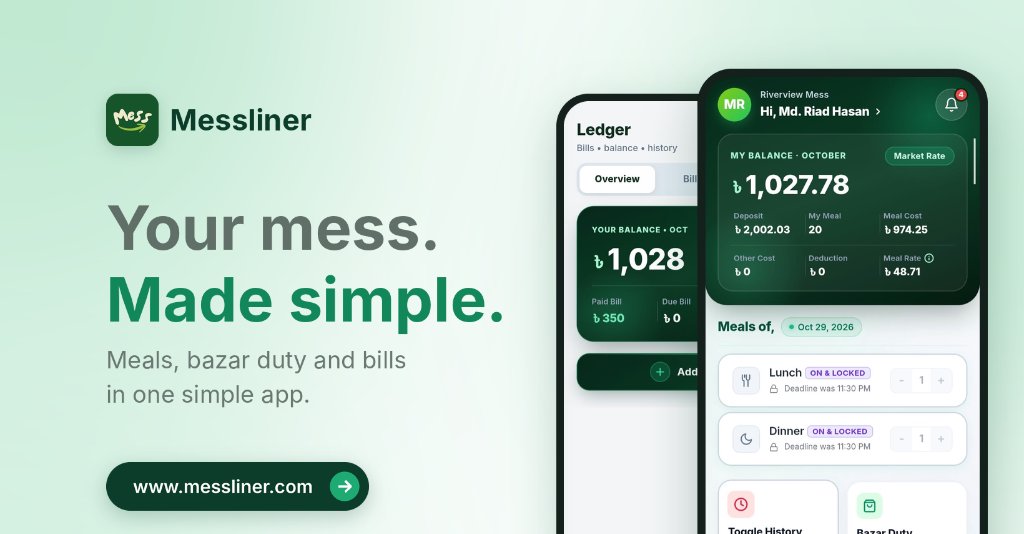 Mess
Messliner
Your mess.
Made simple.
Meals, bazar duty and bills
in one simple app.
www.messliner.com
Ledger
Bills • balance • history
Overview
Bill
YOUR BALANCE • OCT
৳ 1,028
Paid Bill
Due Bill
৳ 350
৳ 0
+ Add
MR
Riverview Mess
Hi, Md. Riad Hasan
4
MY BALANCE · OCTOBER
Market Rate
৳ 1,027.78
Deposit
My Meal
Meal Cost
৳ 2,002.03
20
৳ 974.25
Other Cost
Deduction
Meal Rate
৳ 0
৳ 0
৳ 48.71
Meals of,
Oct 29, 2026
Lunch ON & LOCKED
Deadline was 11:30 PM
- 1 +
Dinner ON & LOCKED
Deadline was 11:30 PM
- 1 +
Toggle History
Bazar Duty